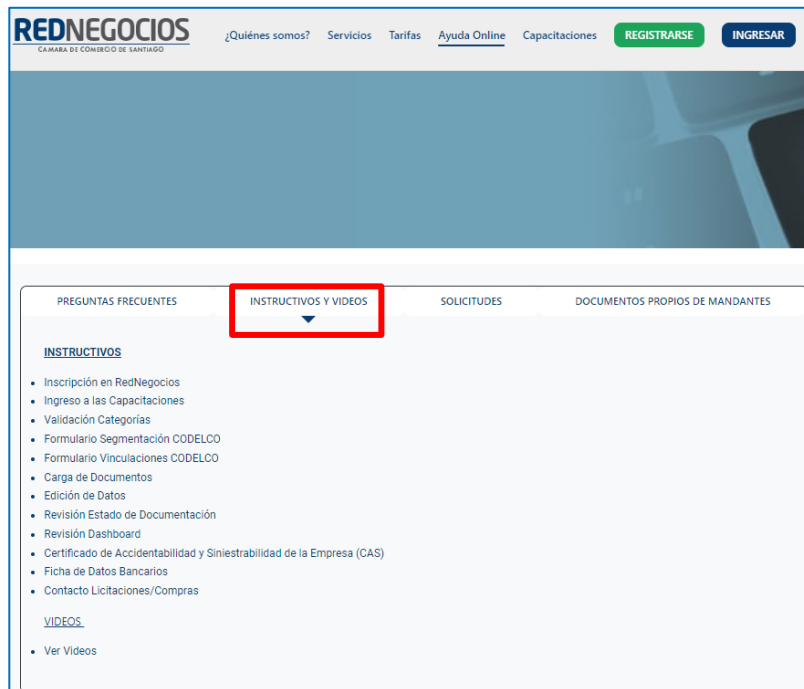 REDNEGOCIOS
CAMARA DE COMERCIO DE SANTIAGO
¿Quiénes somos? Servicios Tarifas Ayuda Online Capacitaciones REGISTRARSE INGRESAR
PREGUNTAS FRECUENTES INSTRUCTIVOS Y VIDEOS SOLICITUDES DOCUMENTOS PROPIOS DE MANDANTES
INSTRUCTIVOS
Inscripción en RedNegocios
Ingreso a las Capacitaciones
Validación Categorías
Formulario Segmentación CODELCO
Formulario Vinculaciones CODELCO
Carga de Documentos
Edición de Datos
Revisión Estado de Documentación
Revisión Dashboard
Certificado de Accidentabilidad y Siniestrabilidad de la Empresa (CAS)
Ficha de Datos Bancarios
Contacto Licitaciones/Compras
VIDEOS
Ver Videos